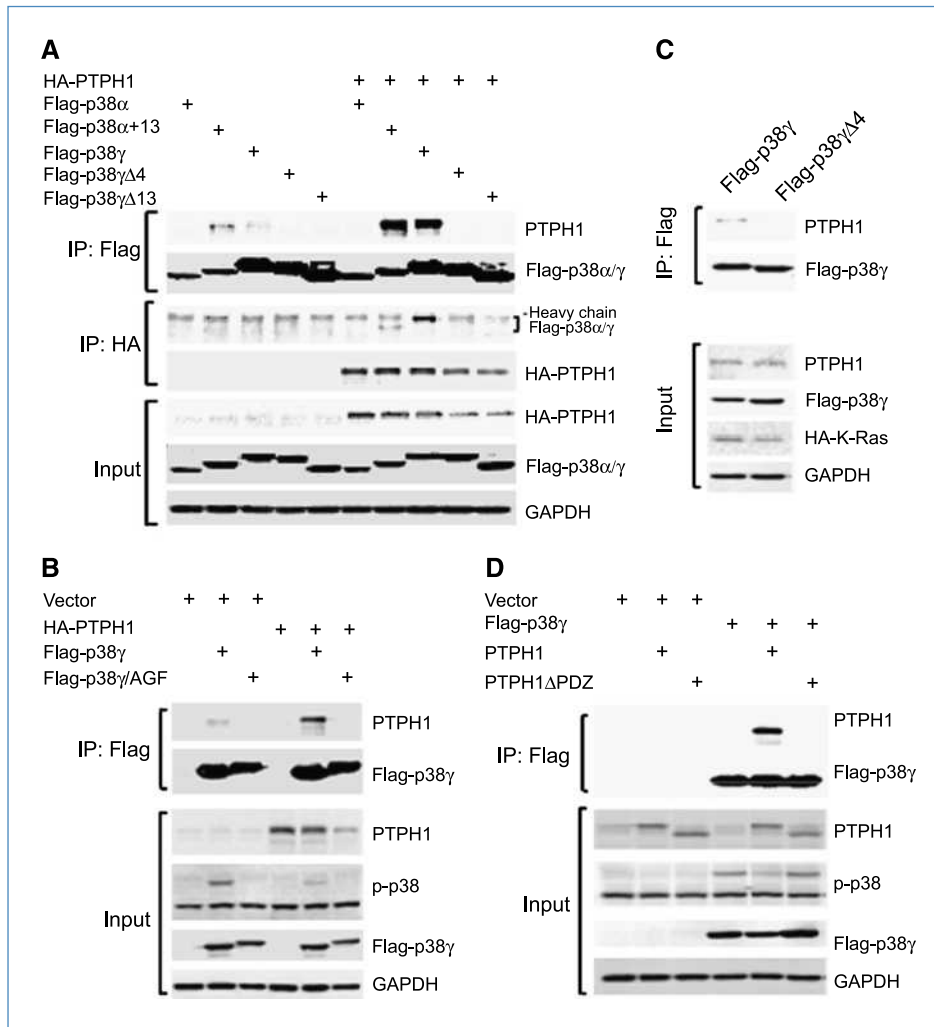 A
HA-PTPH1 + + + + +
Flag-p38α + +
Flag-p38α+13 + +
Flag-p38γ + +
Flag-p38γΔ4 + +
Flag-p38γΔ13 + +
IP: Flag
PTPH1
Flag-p38α/γ
IP: HA
-Heavy chain
Flag-p38α/γ
HA-PTPH1
Input
HA-PTPH1
Flag-p38α/γ
GAPDH
C
Flag-p38γ
Flag-p38γΔ4
IP: Flag
PTPH1
Flag-p38γ
Input
PTPH1
Flag-p38γ
HA-K-Ras
GAPDH
B
Vector + + +
HA-PTPH1 + + +
Flag-p38γ + +
Flag-p38γ/AGF + +
IP: Flag
PTPH1
Flag-p38γ
Input
PTPH1
p-p38
Flag-p38γ
GAPDH
D
Vector + + +
Flag-p38γ + + +
PTPH1 + +
PTPH1ΔPDZ + +
IP: Flag
PTPH1
Flag-p38γ
Input
PTPH1
p-p38
Flag-p38γ
GAPDH